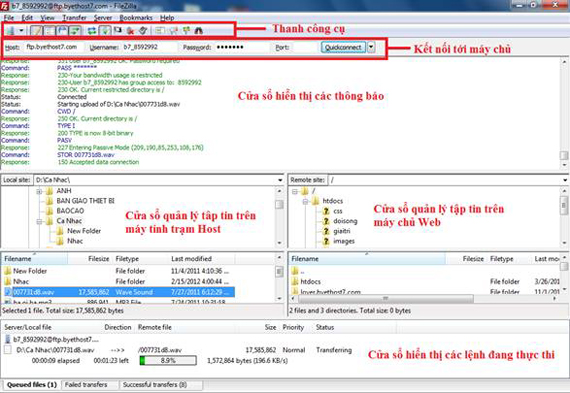 b7_8592992@ftp.byethost7.com - FileZilla
File Edit View Transfer Server Bookmarks Help
Thanh công cụ
Host: ftp.byethost7.com Username: b7_8592992 Password: ••••••• Port: Quickconnect
Kết nối tới máy chủ
Response: 331 User b7_8592992 OK. Password required
Command: PASS *******
Response: 230-Your bandwidth usage is restricted
Response: 230-User b7_8592992 has group access to: 8592992
Response: 230 OK. Current restricted directory is /
Status: Connected
Status: Starting upload of D:\Ca Nhac\007731d8.wav
Command: CWD /
Response: 250 OK. Current directory is /
Command: TYPE I
Response: 200 TYPE is now 8-bit binary
Command: PASV
Response: 227 Entering Passive Mode (209,190,85,253,108,176)
Command: STOR 007731d8.wav
Response: 150 Accepted data connection
Cửa sổ hiển thị các thông báo
Local site: D:\Ca Nhac\
ANH
BAN GIAO THIET BI
BAOCAO
Ca Nhac
New Folder
Nhac
Cửa sổ quản lý tập tin trên
máy tính trạm Host
Remote site: /
/
htdocs
css
doisong
giaitri
images
Cửa sổ quản lý tập tin trên
máy chủ Web
Filename Filesize Filetype Last modified
New Folder File folder 11/4/2011 4:10:36 ...
Nhac File folder 2/15/2012 4:00:44 ...
007731d8.wav 17,585,862 Wave Sound 7/27/2011 6:12:29 ...
Selected 1 file. Total size: 17,585,862 bytes
Filename Filesize Filetype Last mo
..
htdocs File folder 3/26/201
lover.byethost7.com File folder 11/1/201
2 files and 3 directories. Total size: 0 bytes
Server/Local file Direction Remote file Size Priority Status
b7_8592992@ftp.byethost7....
D:\Ca Nhac\007731d8.wav -->> /007731d8.wav 17,585,862 Normal Transferring
00:00:09 elapsed 00:01:23 left 8.9% 1,572,864 bytes (196.6 KB/s)
Cửa sổ hiển thị các lệnh đang thực thi
Queued files (1) Failed transfers Successful transfers (8)